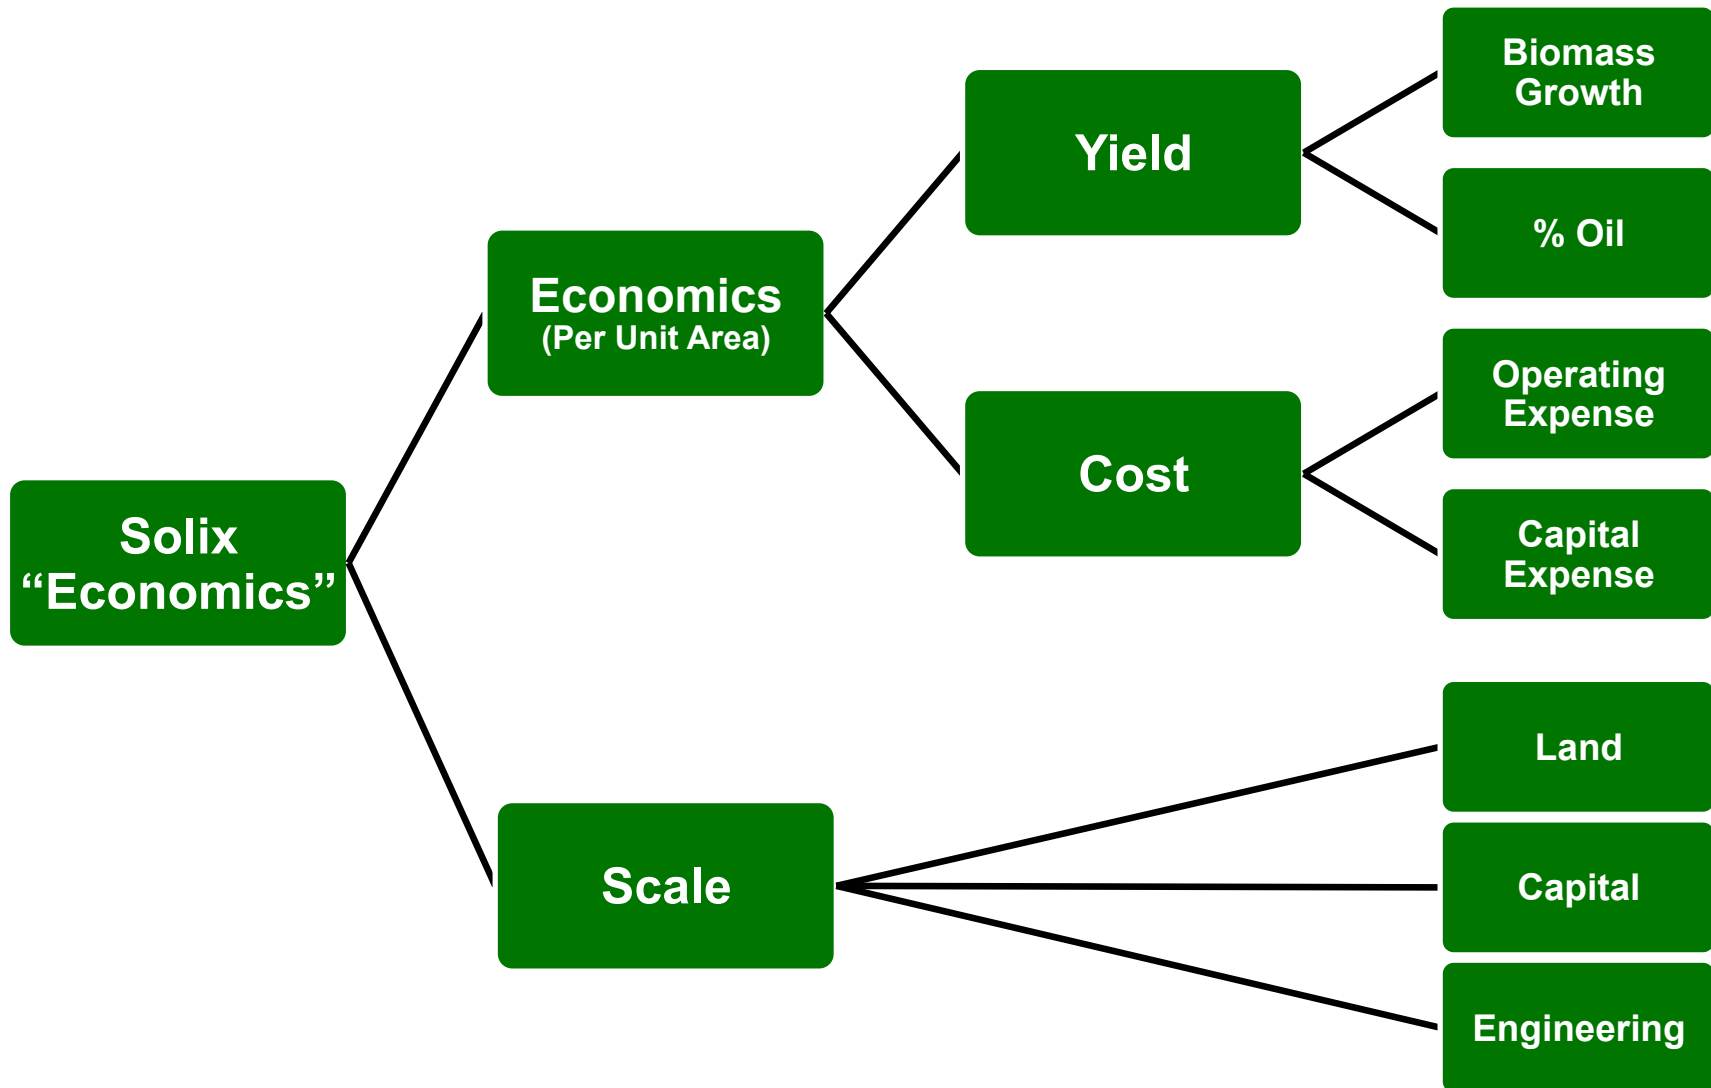 Biomass
Growth
Yield
% Oil
Economics
(Per Unit Area)
Operating
Expense
Cost
Capital
Expense
Solix
“Economics”
Land
Scale
Capital
Engineering